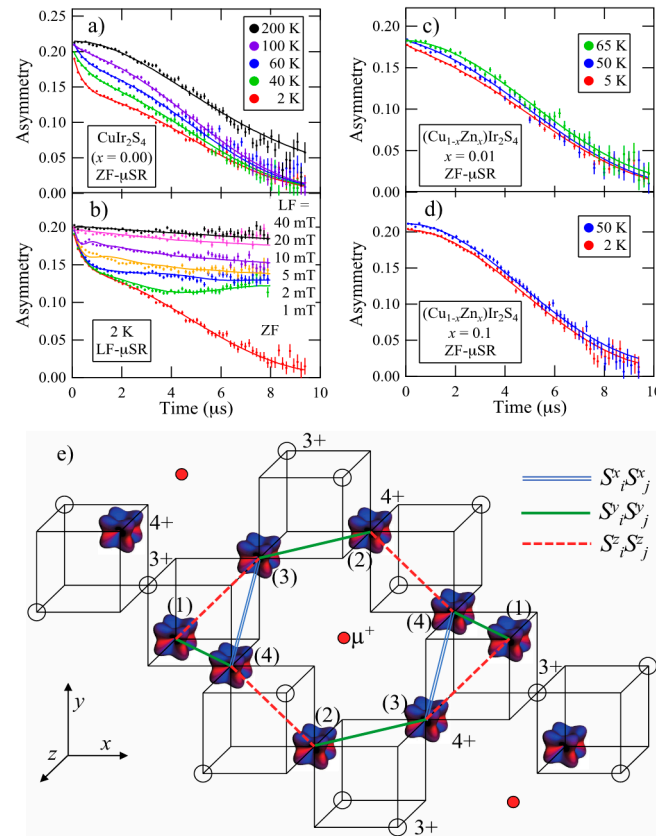 a)
200 K
100 K
60 K
40 K
2 K
CuIr₂S₄
(x = 0.00)
ZF-μSR
Asymmetry
0.25
0.20
0.15
0.10
0.05
0.00
b)
LF =
40 mT
20 mT
10 mT
5 mT
2 mT
1 mT
ZF
2 K
LF-μSR
Asymmetry
0.20
0.15
0.10
0.05
0.00
0 2 4 6 8 10
Time (μs)
c)
65 K
50 K
5 K
(Cu₁₋ₓZnₓ)Ir₂S₄
x = 0.01
ZF-μSR
Asymmetry
0.20
0.15
0.10
0.05
0.00
d)
50 K
2 K
(Cu₁₋ₓZnₓ)Ir₂S₄
x = 0.1
ZF-μSR
Asymmetry
0.20
0.15
0.10
0.05
0.00
0 2 4 6 8 10
Time (μs)
e)
3+
SˣᵢSˣⱼ
4+
4+
SʸᵢSʸⱼ
3+
(2)
SᶻᵢSᶻⱼ
(3)
(1)
(1)
(4)
μ⁺
(4)
3+
(3)
(2)
4+
y
x
z
3+